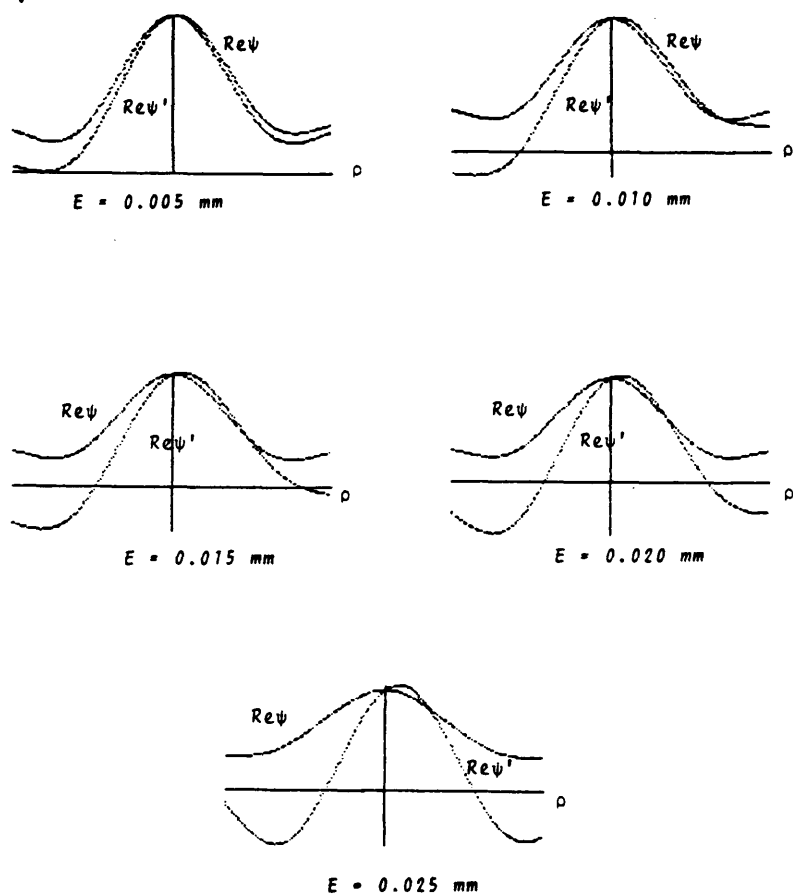 Reψ
Reψ'
ρ
E = 0.005 mm
Reψ
Reψ'
ρ
E = 0.010 mm
Reψ
Reψ'
ρ
E = 0.015 mm
Reψ
Reψ'
ρ
E = 0.020 mm
Reψ
Reψ'
ρ
E = 0.025 mm